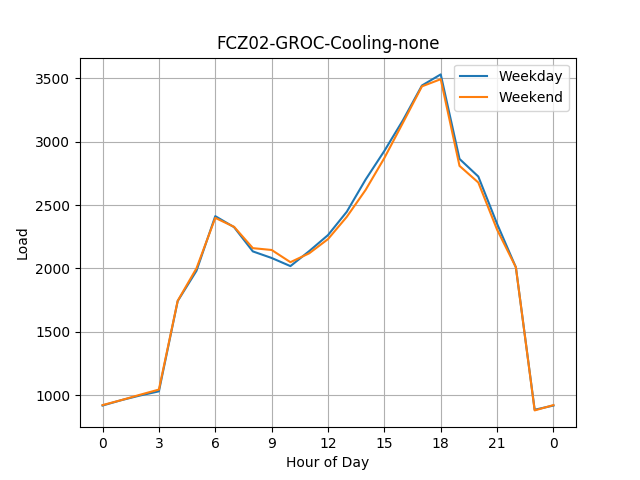 FCZ02-GROC-Cooling-none
Weekday
Weekend
3500
3000
2500
2000
1500
1000
Load
0 3 6 9 12 15 18 21 0
Hour of Day